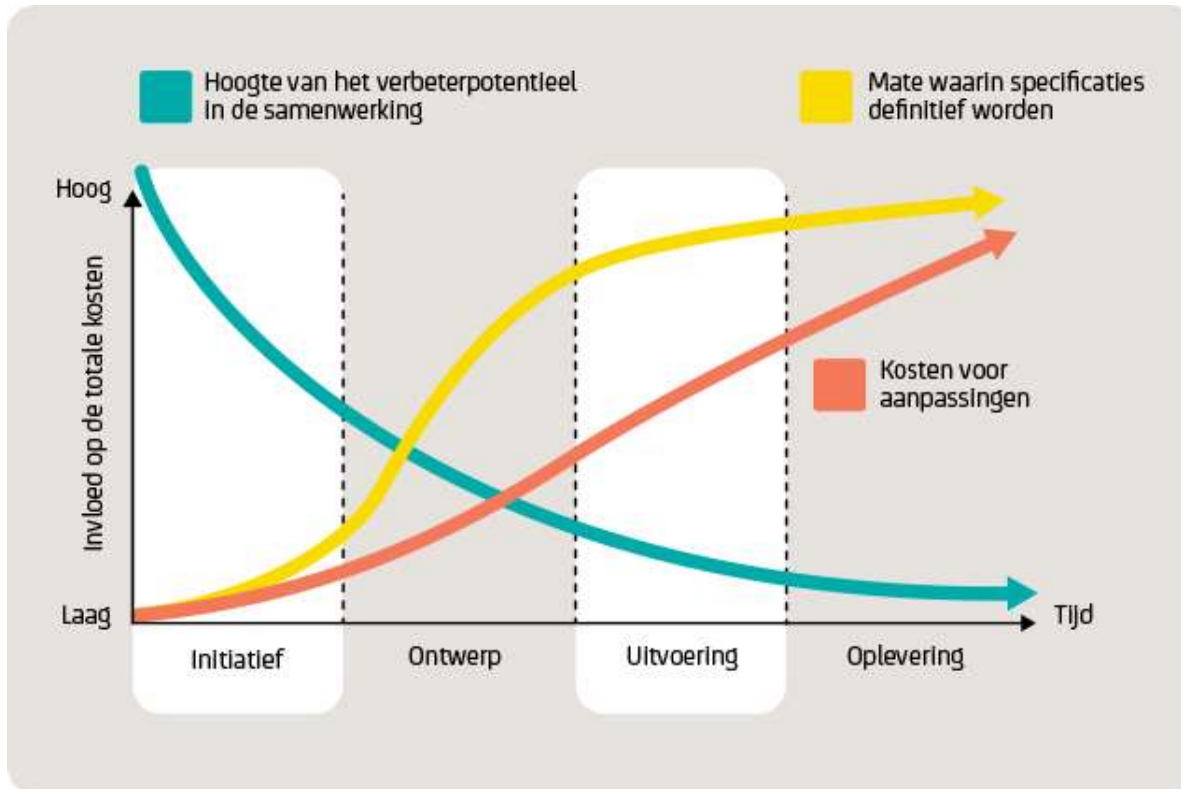 Hoogte van het verbeterpotentieel
in de samenwerking
Mate waarin specificaties
definitief worden
Hoog
Invloed op de totale kosten
Kosten voor
aanpassingen
Laag
Tijd
Initiatief
Ontwerp
Uitvoering
Oplevering